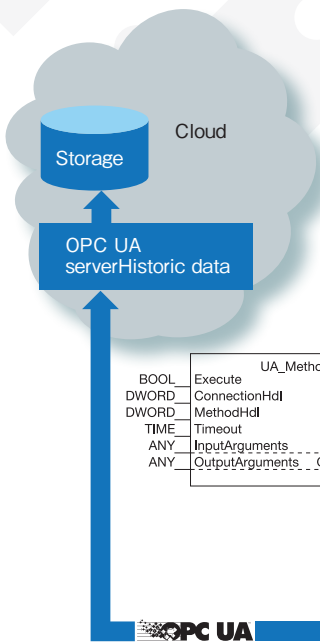 Cloud
Storage
OPC UA
serverHistoric data
BOOL Execute
DWORD ConnectionHdl
DWORD MethodHdl
TIME Timeout
ANY InputArguments
ANY OutputArguments
OPC UA